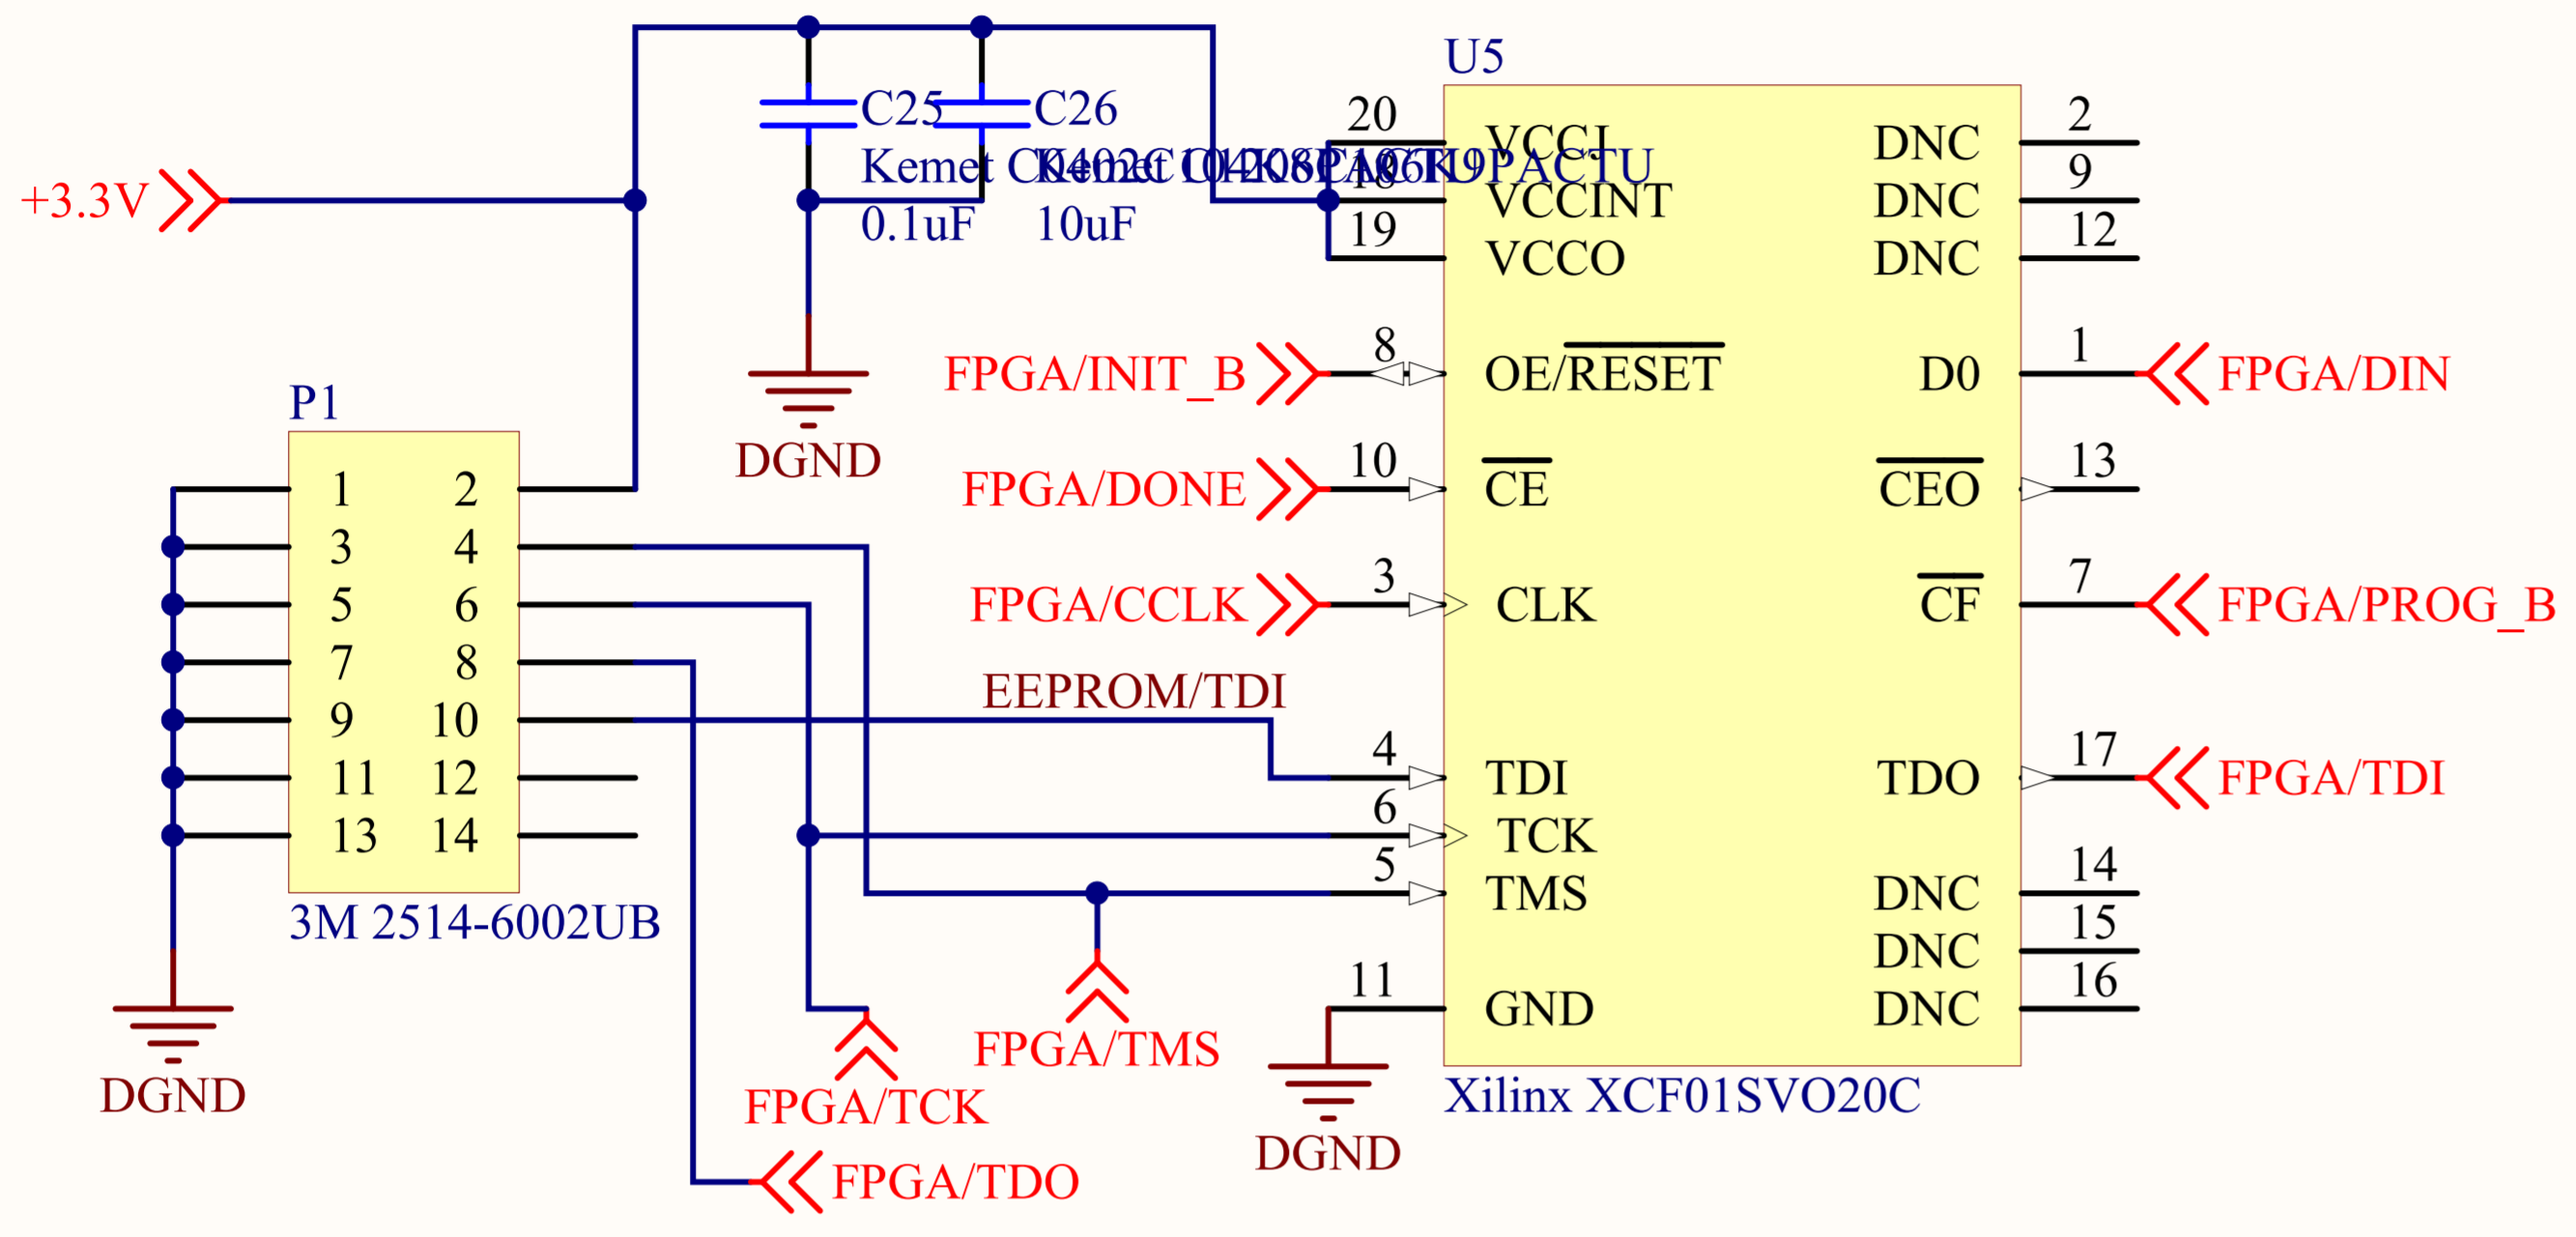 +3.3V
C25
Kemet
0.1uF
C26
Kemet
10uF
DGND
P1
1 2
3 4
5 6
7 8
9 10
11 12
13 14
3M 2514-6002UB
DGND
FPGA/TCK
FPGA/TMS
FPGA/TDO
EEPROM/TDI
FPGA/INIT_B
FPGA/DONE
FPGA/CCLK
U5
20 VCCJ
18 VCCINT
19 VCCO
8 OE/RESET
10 CE
3 CLK
4 TDI
6 TCK
5 TMS
11 GND
DGND
DNC 2
DNC 9
DNC 12
D0 1 FPGA/DIN
CEO 13
CF 7 FPGA/PROG_B
TDO 17 FPGA/TDI
DNC 14
DNC 15
DNC 16
Xilinx XCF01SVO20C